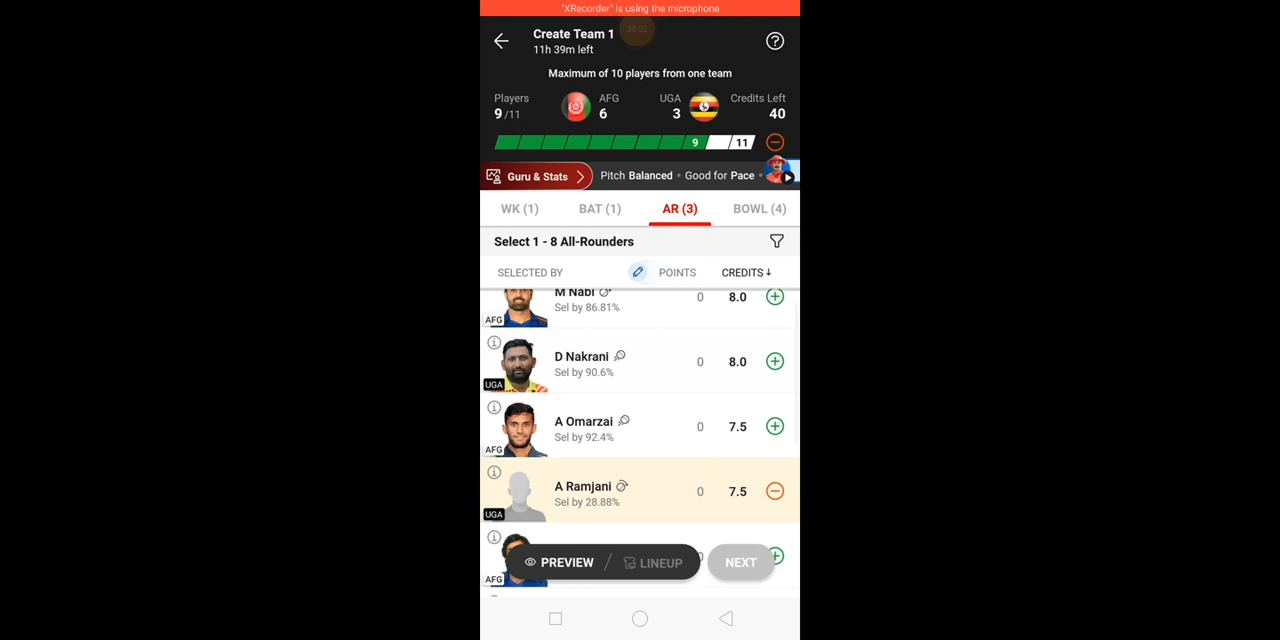 "XRecorder" is using the microphone
38:02
Create Team 1
11h 39m left
Maximum of 10 players from one team
Players AFG UGA Credits Left
9/11 6 3 40
9 11
Guru & Stats Pitch Balanced • Good for Pace •
WK (1) BAT (1) AR (3) BOWL (4)
Select 1 - 8 All-Rounders
SELECTED BY POINTS CREDITS↓
M Nabi 0 8.0
Sel by 86.81%
AFG
D Nakrani 0 8.0
Sel by 90.6%
UGA
A Omarzai 0 7.5
Sel by 92.4%
AFG
A Ramjani 0 7.5
Sel by 28.88%
UGA
PREVIEW / LINEUP NEXT
AFG